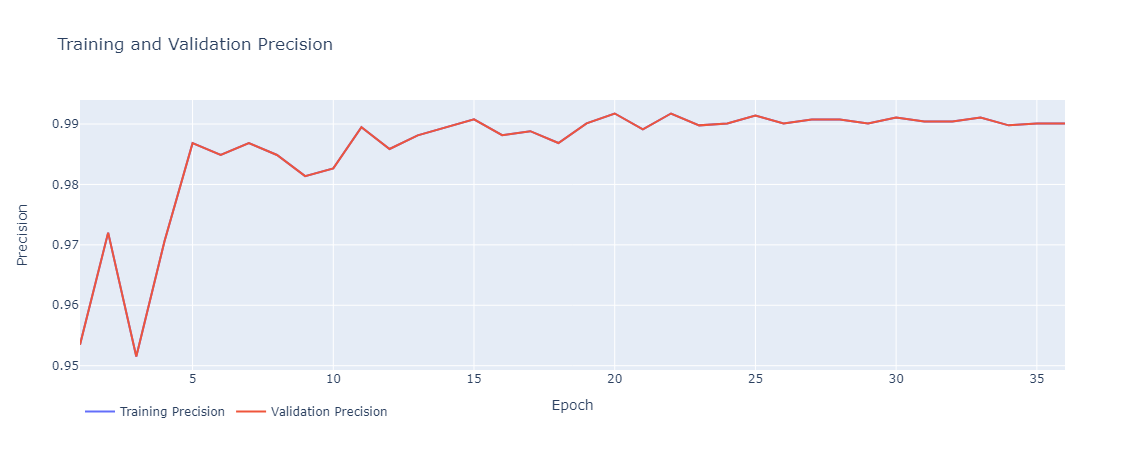 Training and Validation Precision
Precision
0.99
0.98
0.97
0.96
0.95
5 10 15 20 25 30 35
Epoch
Training Precision Validation Precision